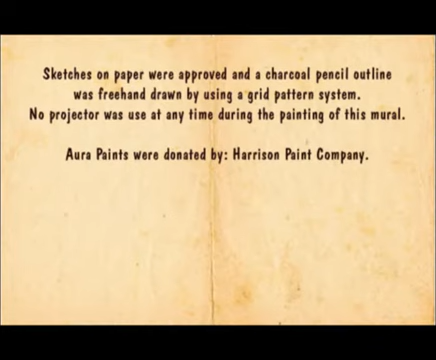 Sketches on paper were approved and a charcoal pencil outline
was freehand drawn by using a grid pattern system.
No projector was use at any time during the painting of this mural.
Aura Paints were donated by: Harrison Paint Company.